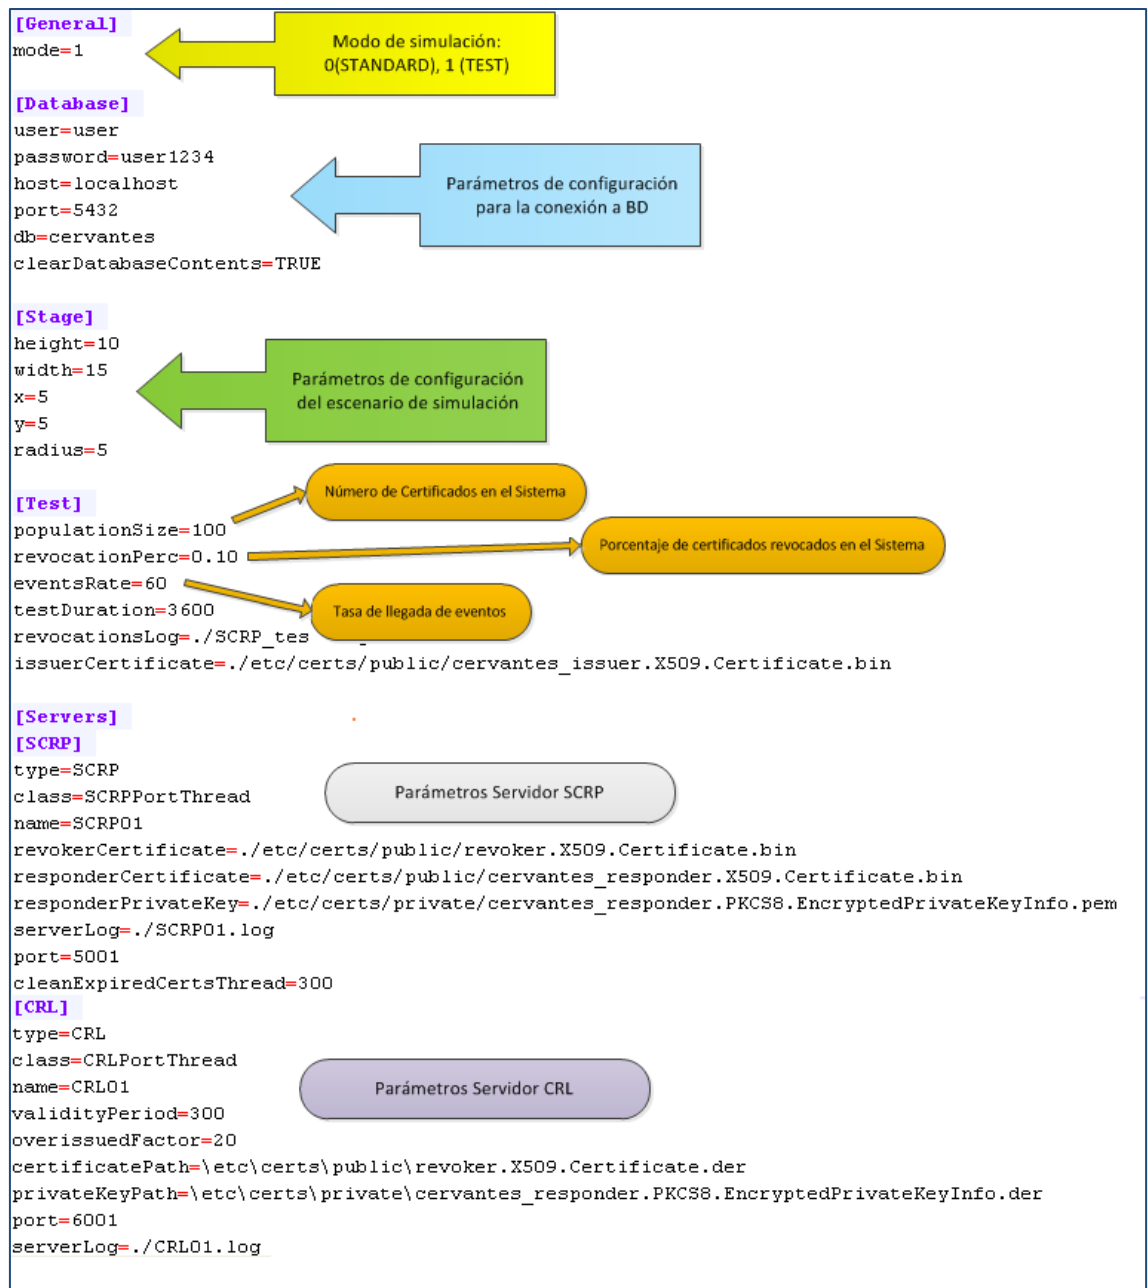 [General]
mode=1
Modo de simulación:
0(STANDARD), 1 (TEST)
[Database]
user=user
password=user1234
host=localhost
port=5432
db=cervantes
clearDatabaseContents=TRUE
Parámetros de configuración
para la conexión a BD
[Stage]
height=10
width=15
x=5
y=5
radius=5
Parámetros de configuración
del escenario de simulación
[Test]
populationSize=100
Número de Certificados en el Sistema
revocationPerc=0.10
Porcentaje de certificados revocados en el Sistema
eventsRate=60
testDuration=3600
Tasa de llegada de eventos
revocationsLog=./SCRP_tes
issuerCertificate=./etc/certs/public/cervantes_issuer.X509.Certificate.bin
[Servers]
[SCRP]
type=SCRP
class=SCRPPortThread
name=SCRP01
Parámetros Servidor SCRP
revokerCertificate=./etc/certs/public/revoker.X509.Certificate.bin
responderCertificate=./etc/certs/public/cervantes_responder.X509.Certificate.bin
responderPrivateKey=./etc/certs/private/cervantes_responder.PKCS8.EncryptedPrivateKeyInfo.pem
serverLog=./SCRP01.log
port=5001
cleanExpiredCertsThread=300
[CRL]
type=CRL
class=CRLPortThread
name=CRL01
Parámetros Servidor CRL
validityPeriod=300
overissuedFactor=20
certificatePath=\etc\certs\public\revoker.X509.Certificate.der
privateKeyPath=\etc\certs\private\cervantes_responder.PKCS8.EncryptedPrivateKeyInfo.der
port=6001
serverLog=./CRL01.log